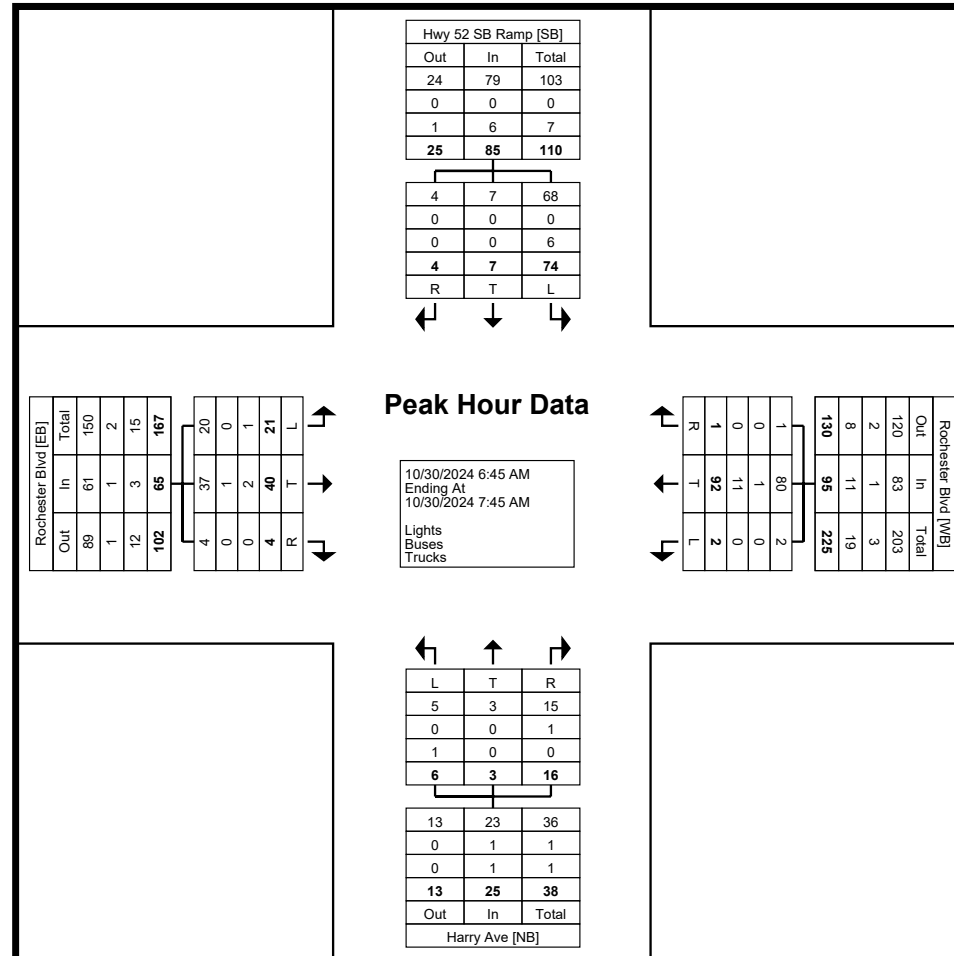 Hwy 52 SB Ramp [SB]
Out In Total
24 79 103
0 0 0
1 6 7
25 85 110
4 7 68
0 0 0
0 0 6
4 7 74
R T L
Rochester Blvd [EB]
Out In Total
89 61 150
1 1 2
12 3 15
102 65 167
20 37 4
0 1 0
1 2 0
21 40 4
L T R
Peak Hour Data
10/30/2024 6:45 AM
Ending At
10/30/2024 7:45 AM
Lights
Buses
Trucks
Rochester Blvd [WB]
Out In Total
120 83 203
2 1 3
8 11 19
130 95 225
1 80 2
0 1 0
0 11 0
1 92 2
R T L
L T R
5 3 15
0 0 1
1 0 0
6 3 16
13 23 36
0 1 1
0 1 1
13 25 38
Out In Total
Harry Ave [NB]